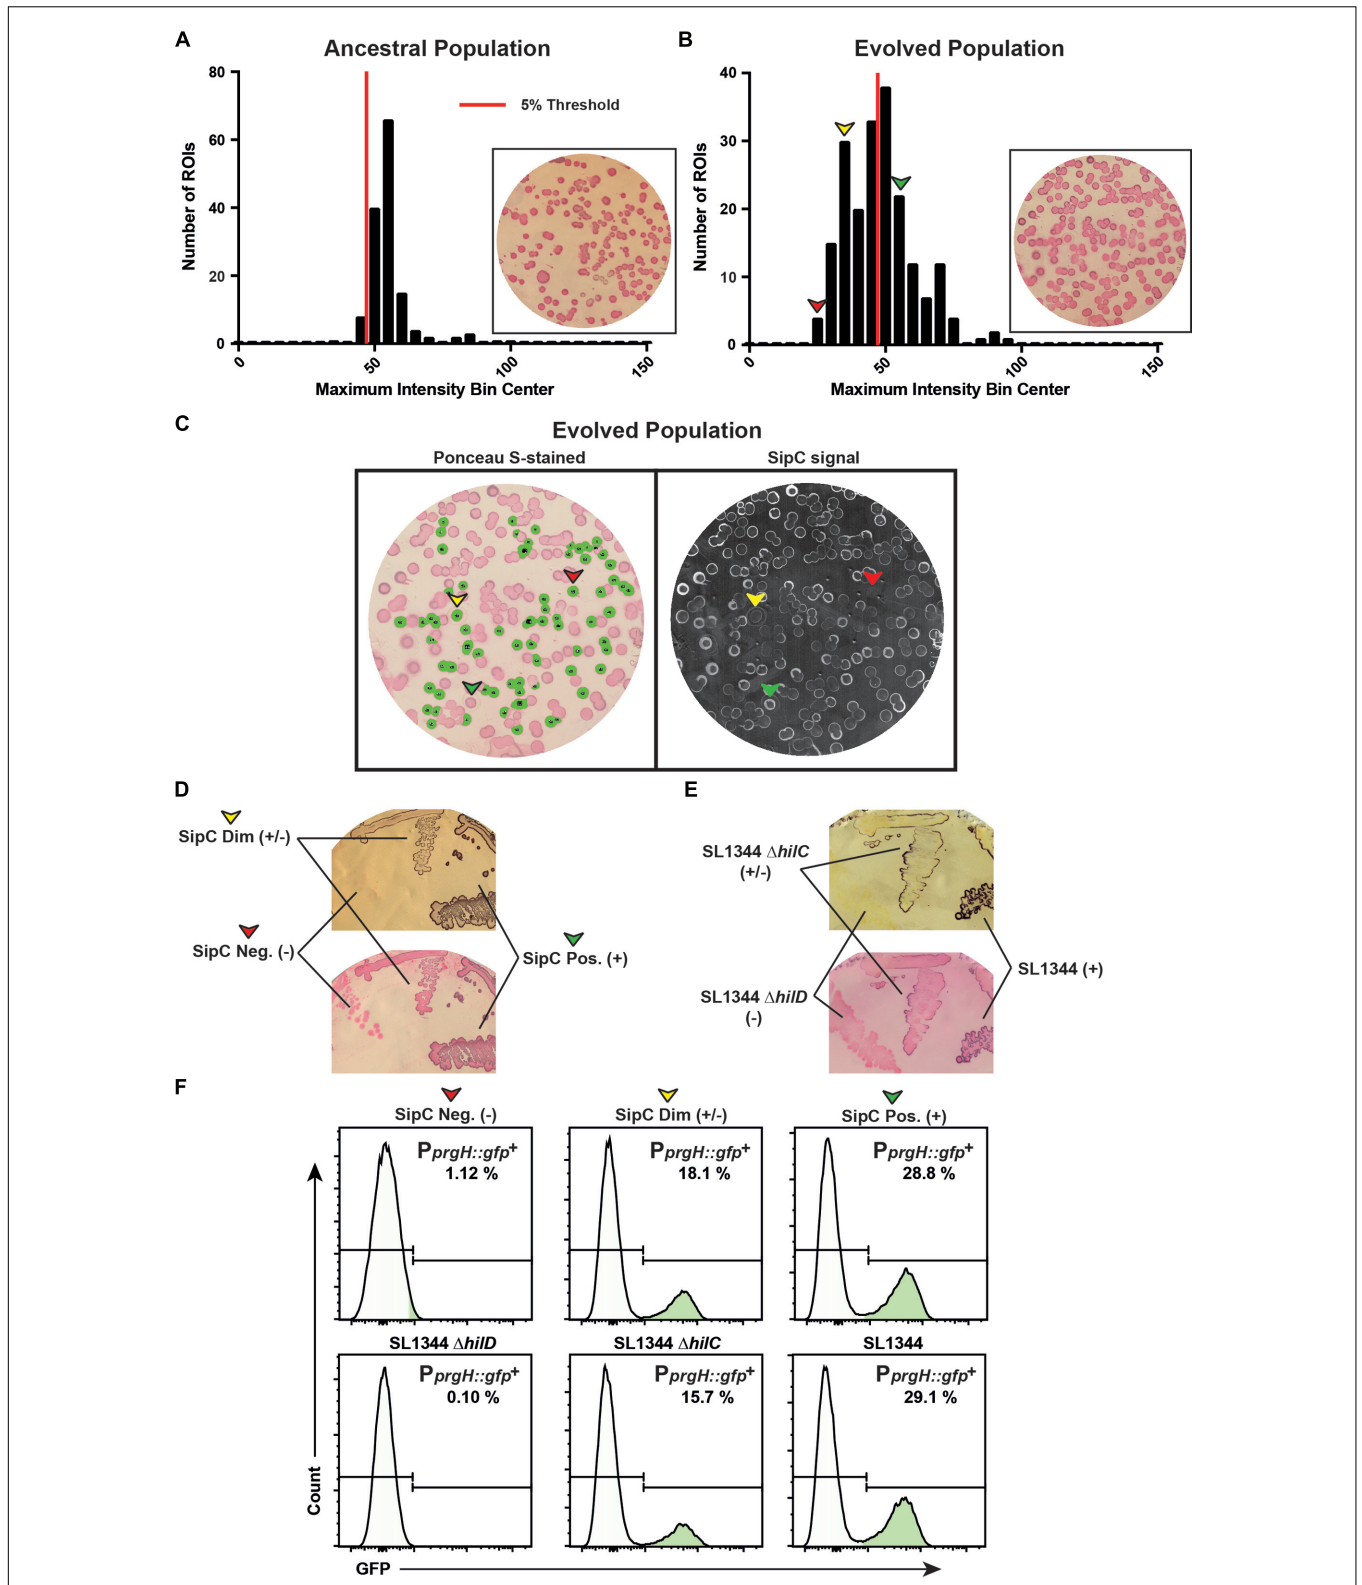 A
Ancestral Population
80
60
40
20
0
Number of ROIs
5% Threshold
0
50
100
150
Maximum Intensity Bin Center
B
Evolved Population
40
30
20
10
0
Number of ROIs
0
50
100
150
Maximum Intensity Bin Center
C
Evolved Population
Ponceau S-stained
SipC signal
D
SipC Dim (+/-)
SipC Neg. (-)
SipC Pos. (+)
E
SL1344 ΔhilC
(+/-)
SL1344 ΔhilD
(-)
SL1344 (+)
F
SipC Neg. (-)
SipC Dim (+/-)
SipC Pos. (+)
PprgH::gfp+
1.12 %
PprgH::gfp+
18.1 %
PprgH::gfp+
28.8 %
SL1344 ΔhilD
SL1344 ΔhilC
SL1344
PprgH::gfp+
0.10 %
PprgH::gfp+
15.7 %
PprgH::gfp+
29.1 %
Count
GFP